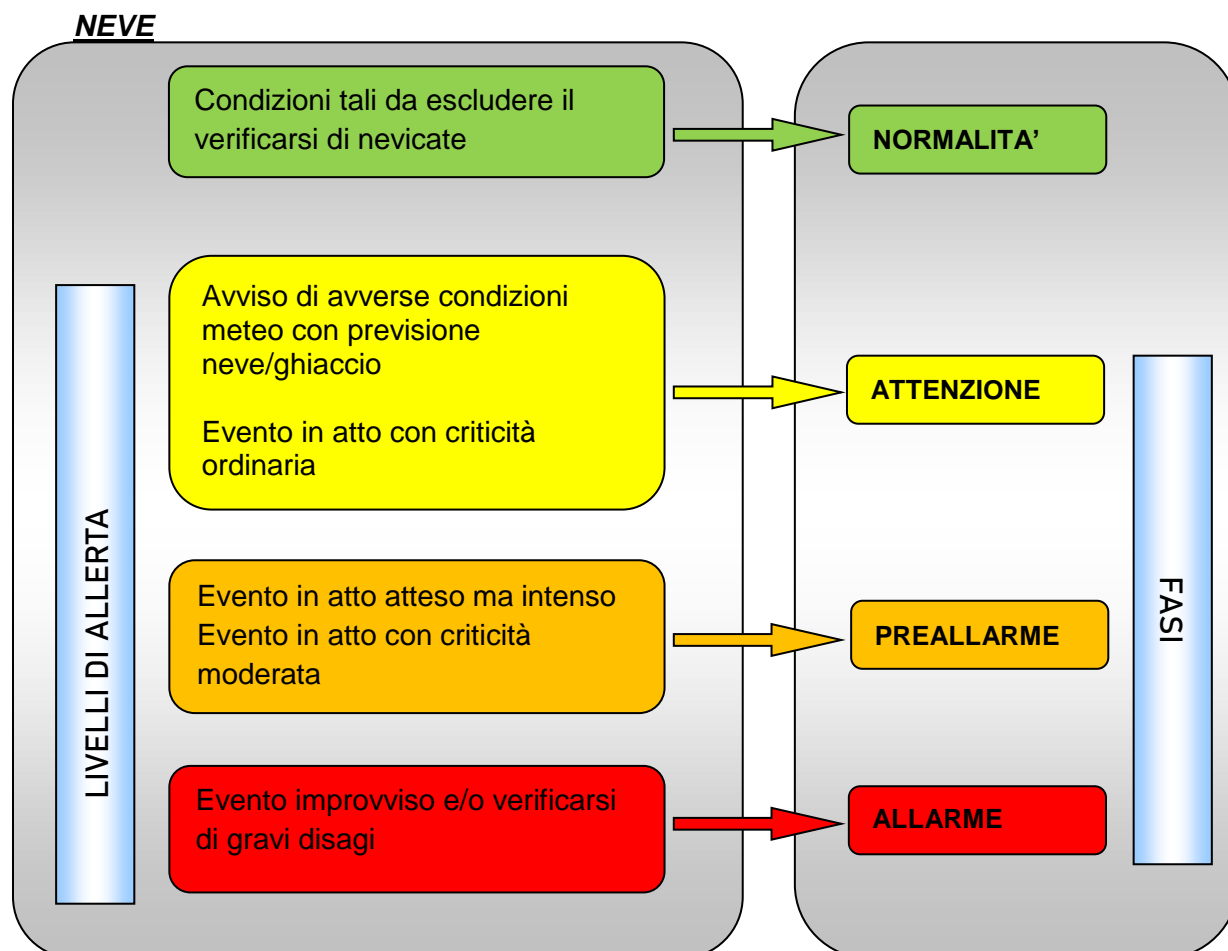 NEVE
Condizioni tali da escludere il
verificarsi di nevicate
NORMALITA’
Avviso di avverse condizioni
meteo con previsione
neve/ghiaccio
Evento in atto con criticità
ordinaria
ATTENZIONE
LIVELLI DI ALLERTA
FASI
Evento in atto atteso ma intenso
Evento in atto con criticità
moderata
PREALLARME
Evento improvviso e/o verificarsi
di gravi disagi
ALLARME